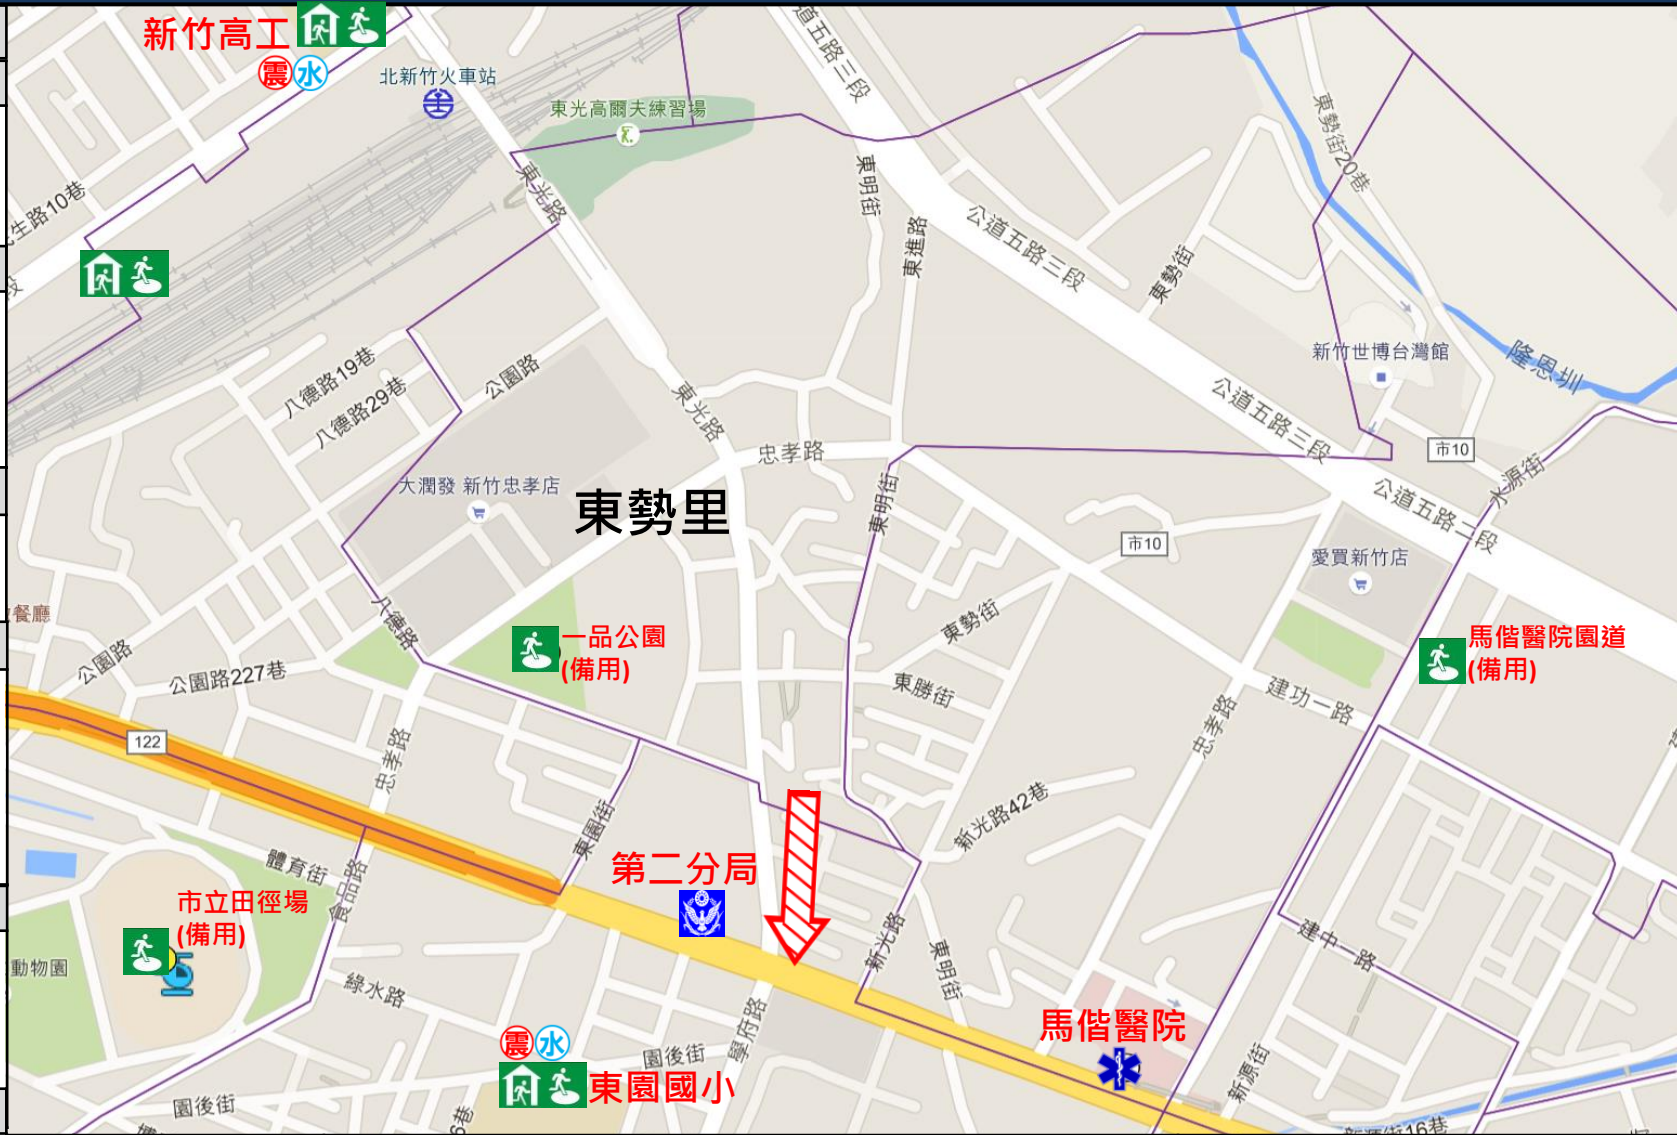 新竹高工
震 水
北新竹火車站
東光高爾夫練習場
道五路三段
東勢街20巷
生路10巷
段
東光路
東明街
東進路
公道五路三段
東勢街
新竹世博台灣館
隆恩圳
八德路19巷
八德路29巷
公園路
東光路
公道五路三段
忠孝路
市10
水源街
大潤發 新竹忠孝店
東勢里
東明街
公道五路二段
市10
愛買新竹店
餐廳
八德路
一品公園
(備用)
東勢街
馬偕醫院園道
(備用)
公園路
公園路227巷
東勝街
建功一路
忠孝路
122
忠孝路
東園街
新光路42巷
體育街
食品路
第二分局
市立田徑場
(備用)
新光路
東明街
建中一路
動物園
綠水路
學府路
馬偕醫院
震 水
園後街
東園國小
新源街
園後街
6巷
新源街16巷